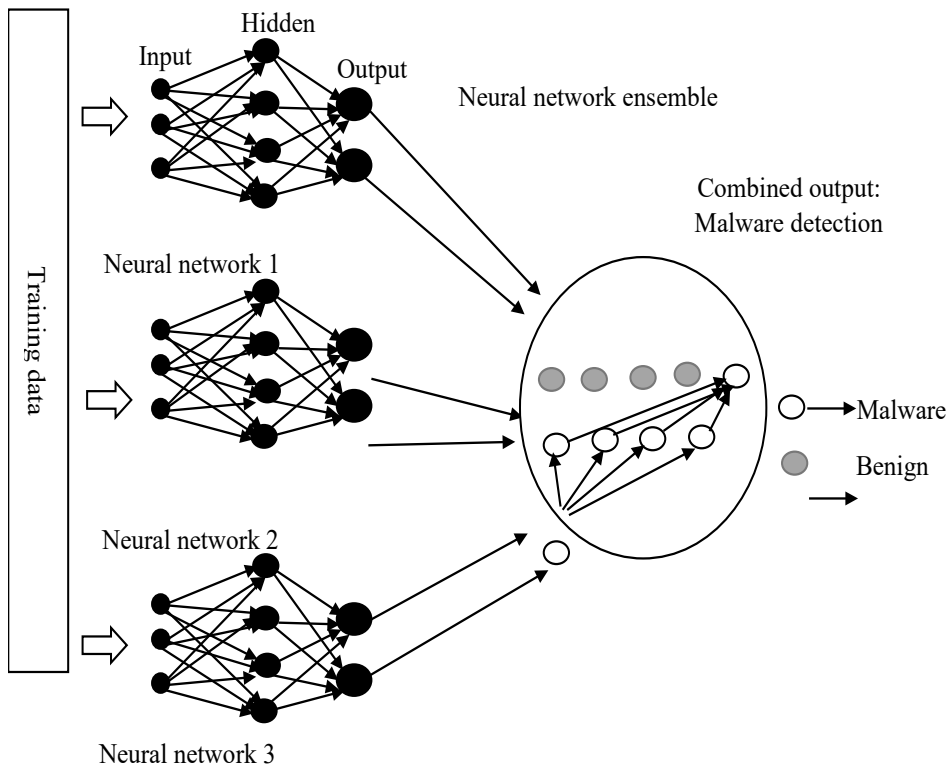 Training data
Input
Hidden
Output
Neural network ensemble
Combined output:
Malware detection
Neural network 1
Malware
Benign
Neural network 2
Neural network 3